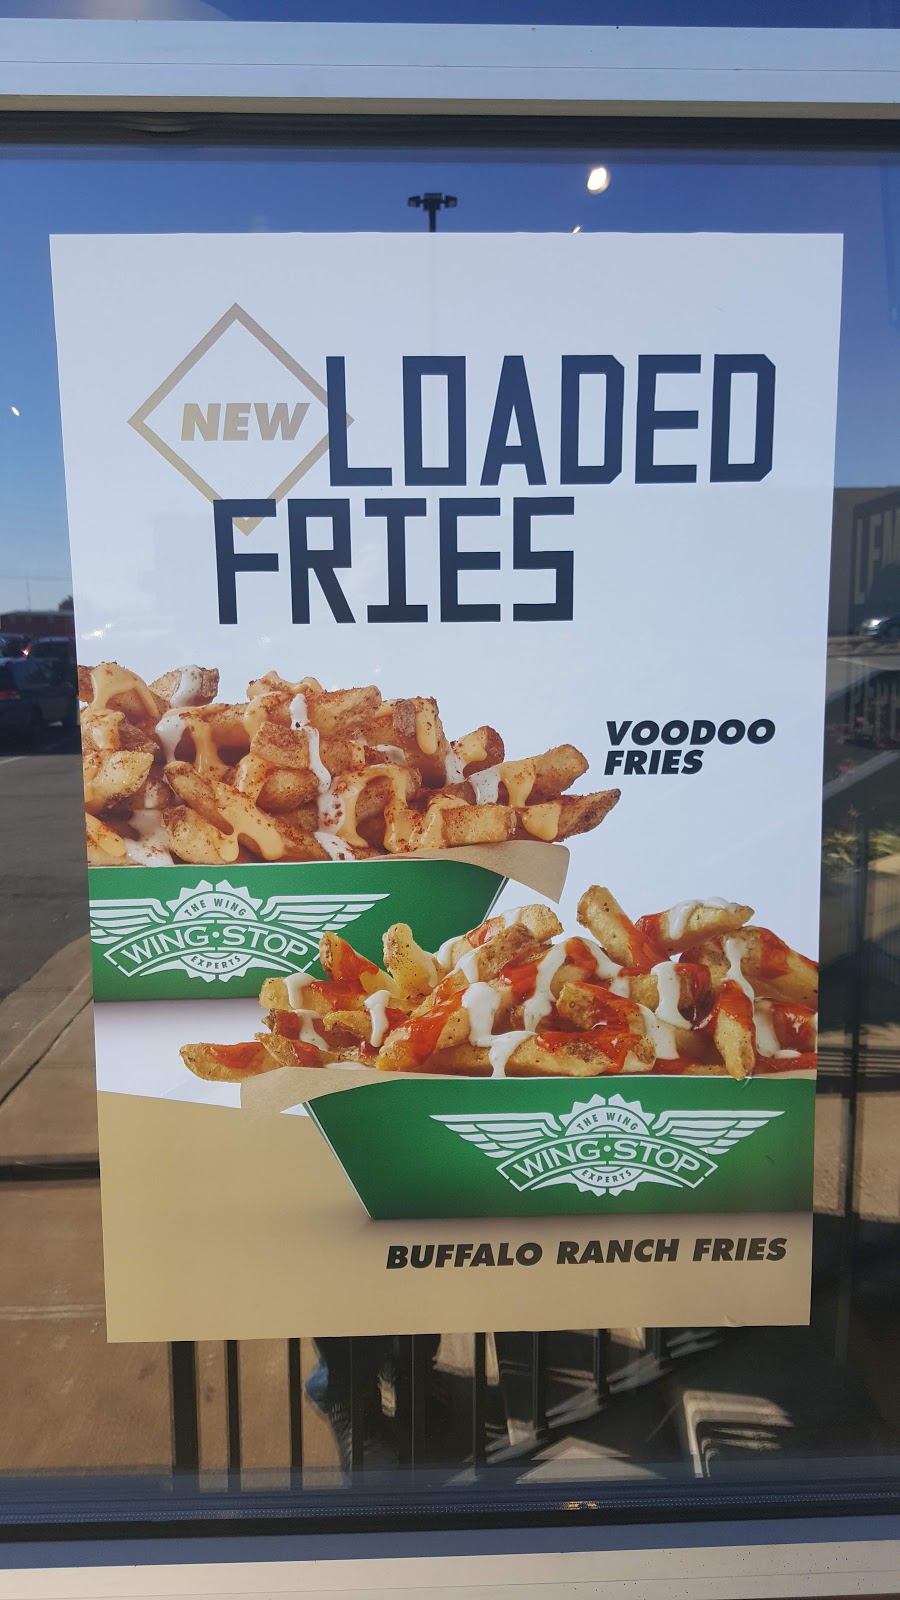 NEW
LOADED
FRIES
VOODOO
FRIES
THE WING
WING·STOP
EXPERTS
THE WING
WING·STOP
EXPERTS
BUFFALO RANCH FRIES